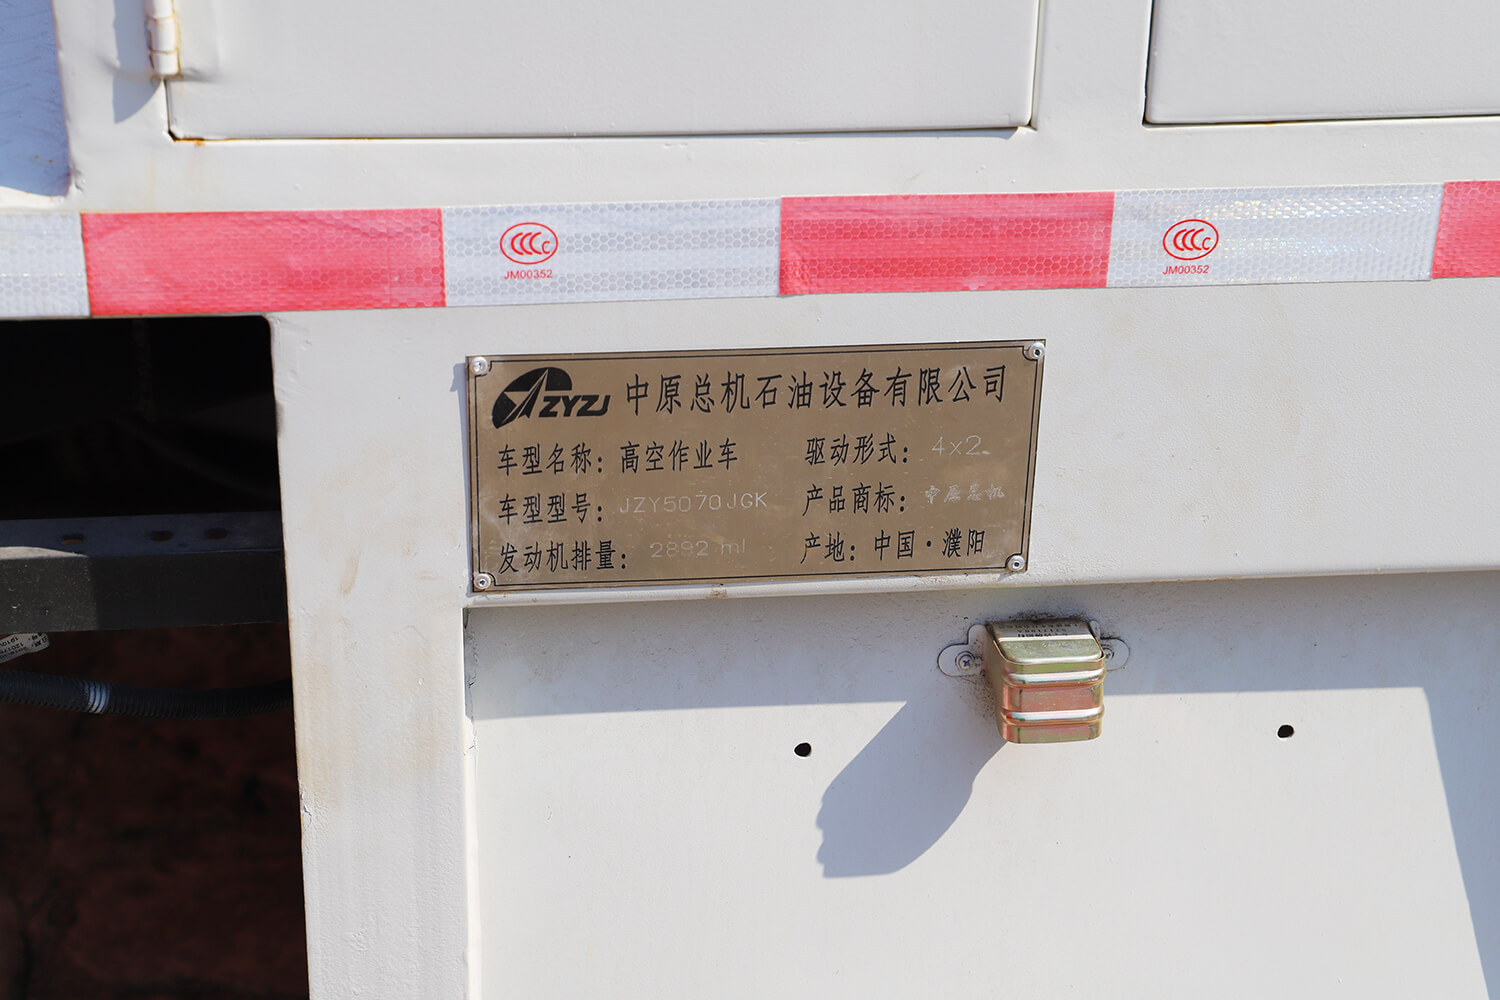 CCC
JM00352
CCC
JM00352
ZYZJ 中原总机石油设备有限公司
车型名称：高空作业车 驱动形式：4×2
车型型号：JZY5070JGK 产品商标：中原总机
发动机排量：2892 ml 产地：中国·濮阳